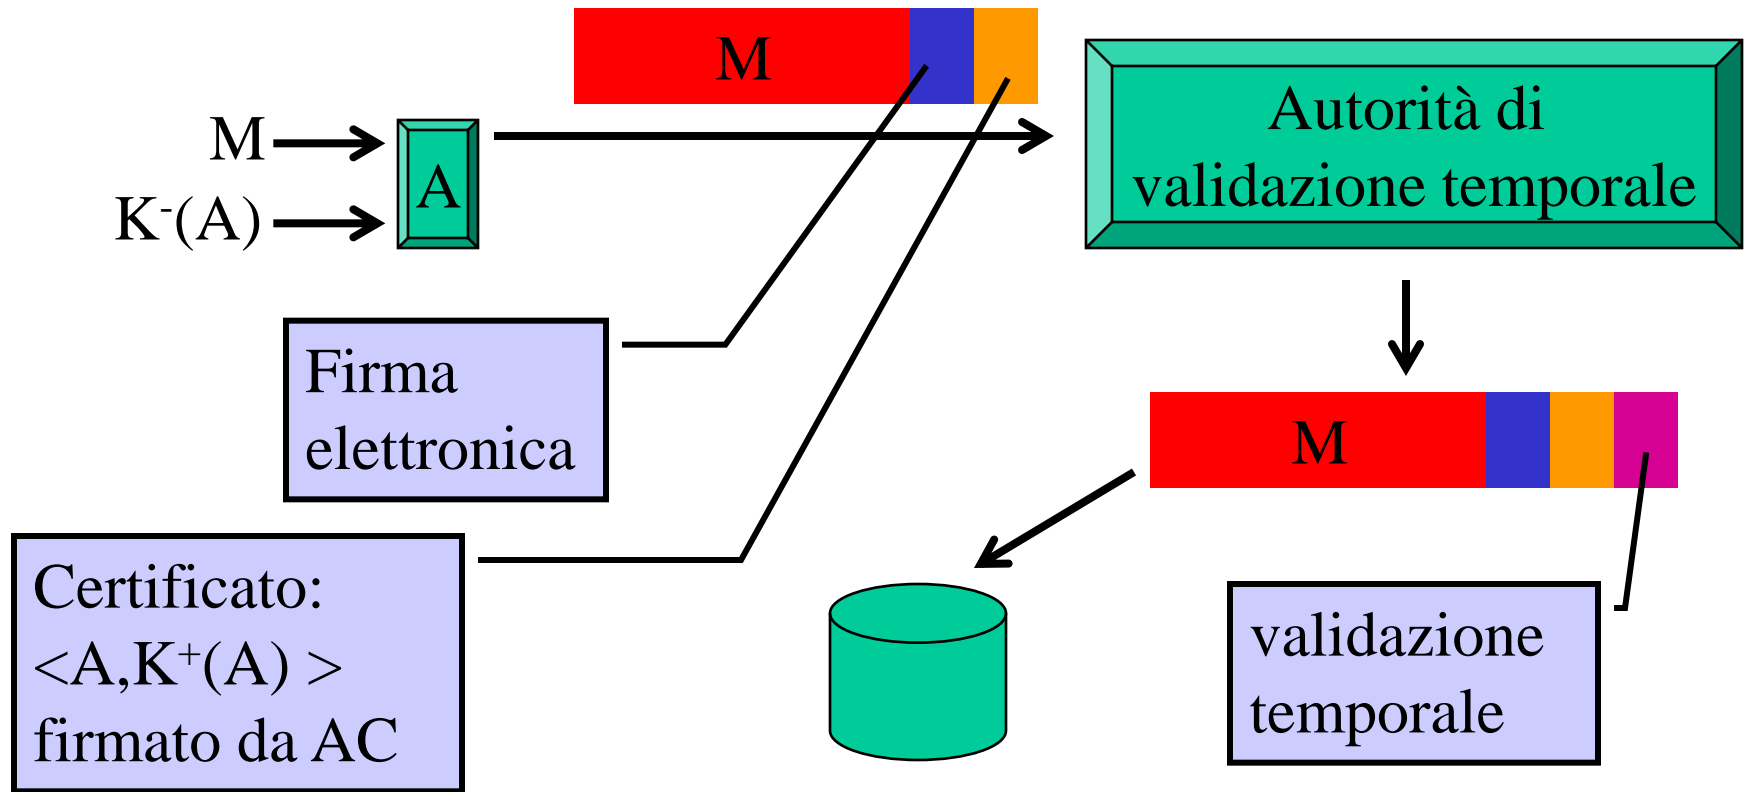 M
M
K⁻(A)
A
Autorità di
validazione temporale
Firma
elettronica
M
Certificato:
<A,K⁺(A) >
firmato da AC
validazione
temporale